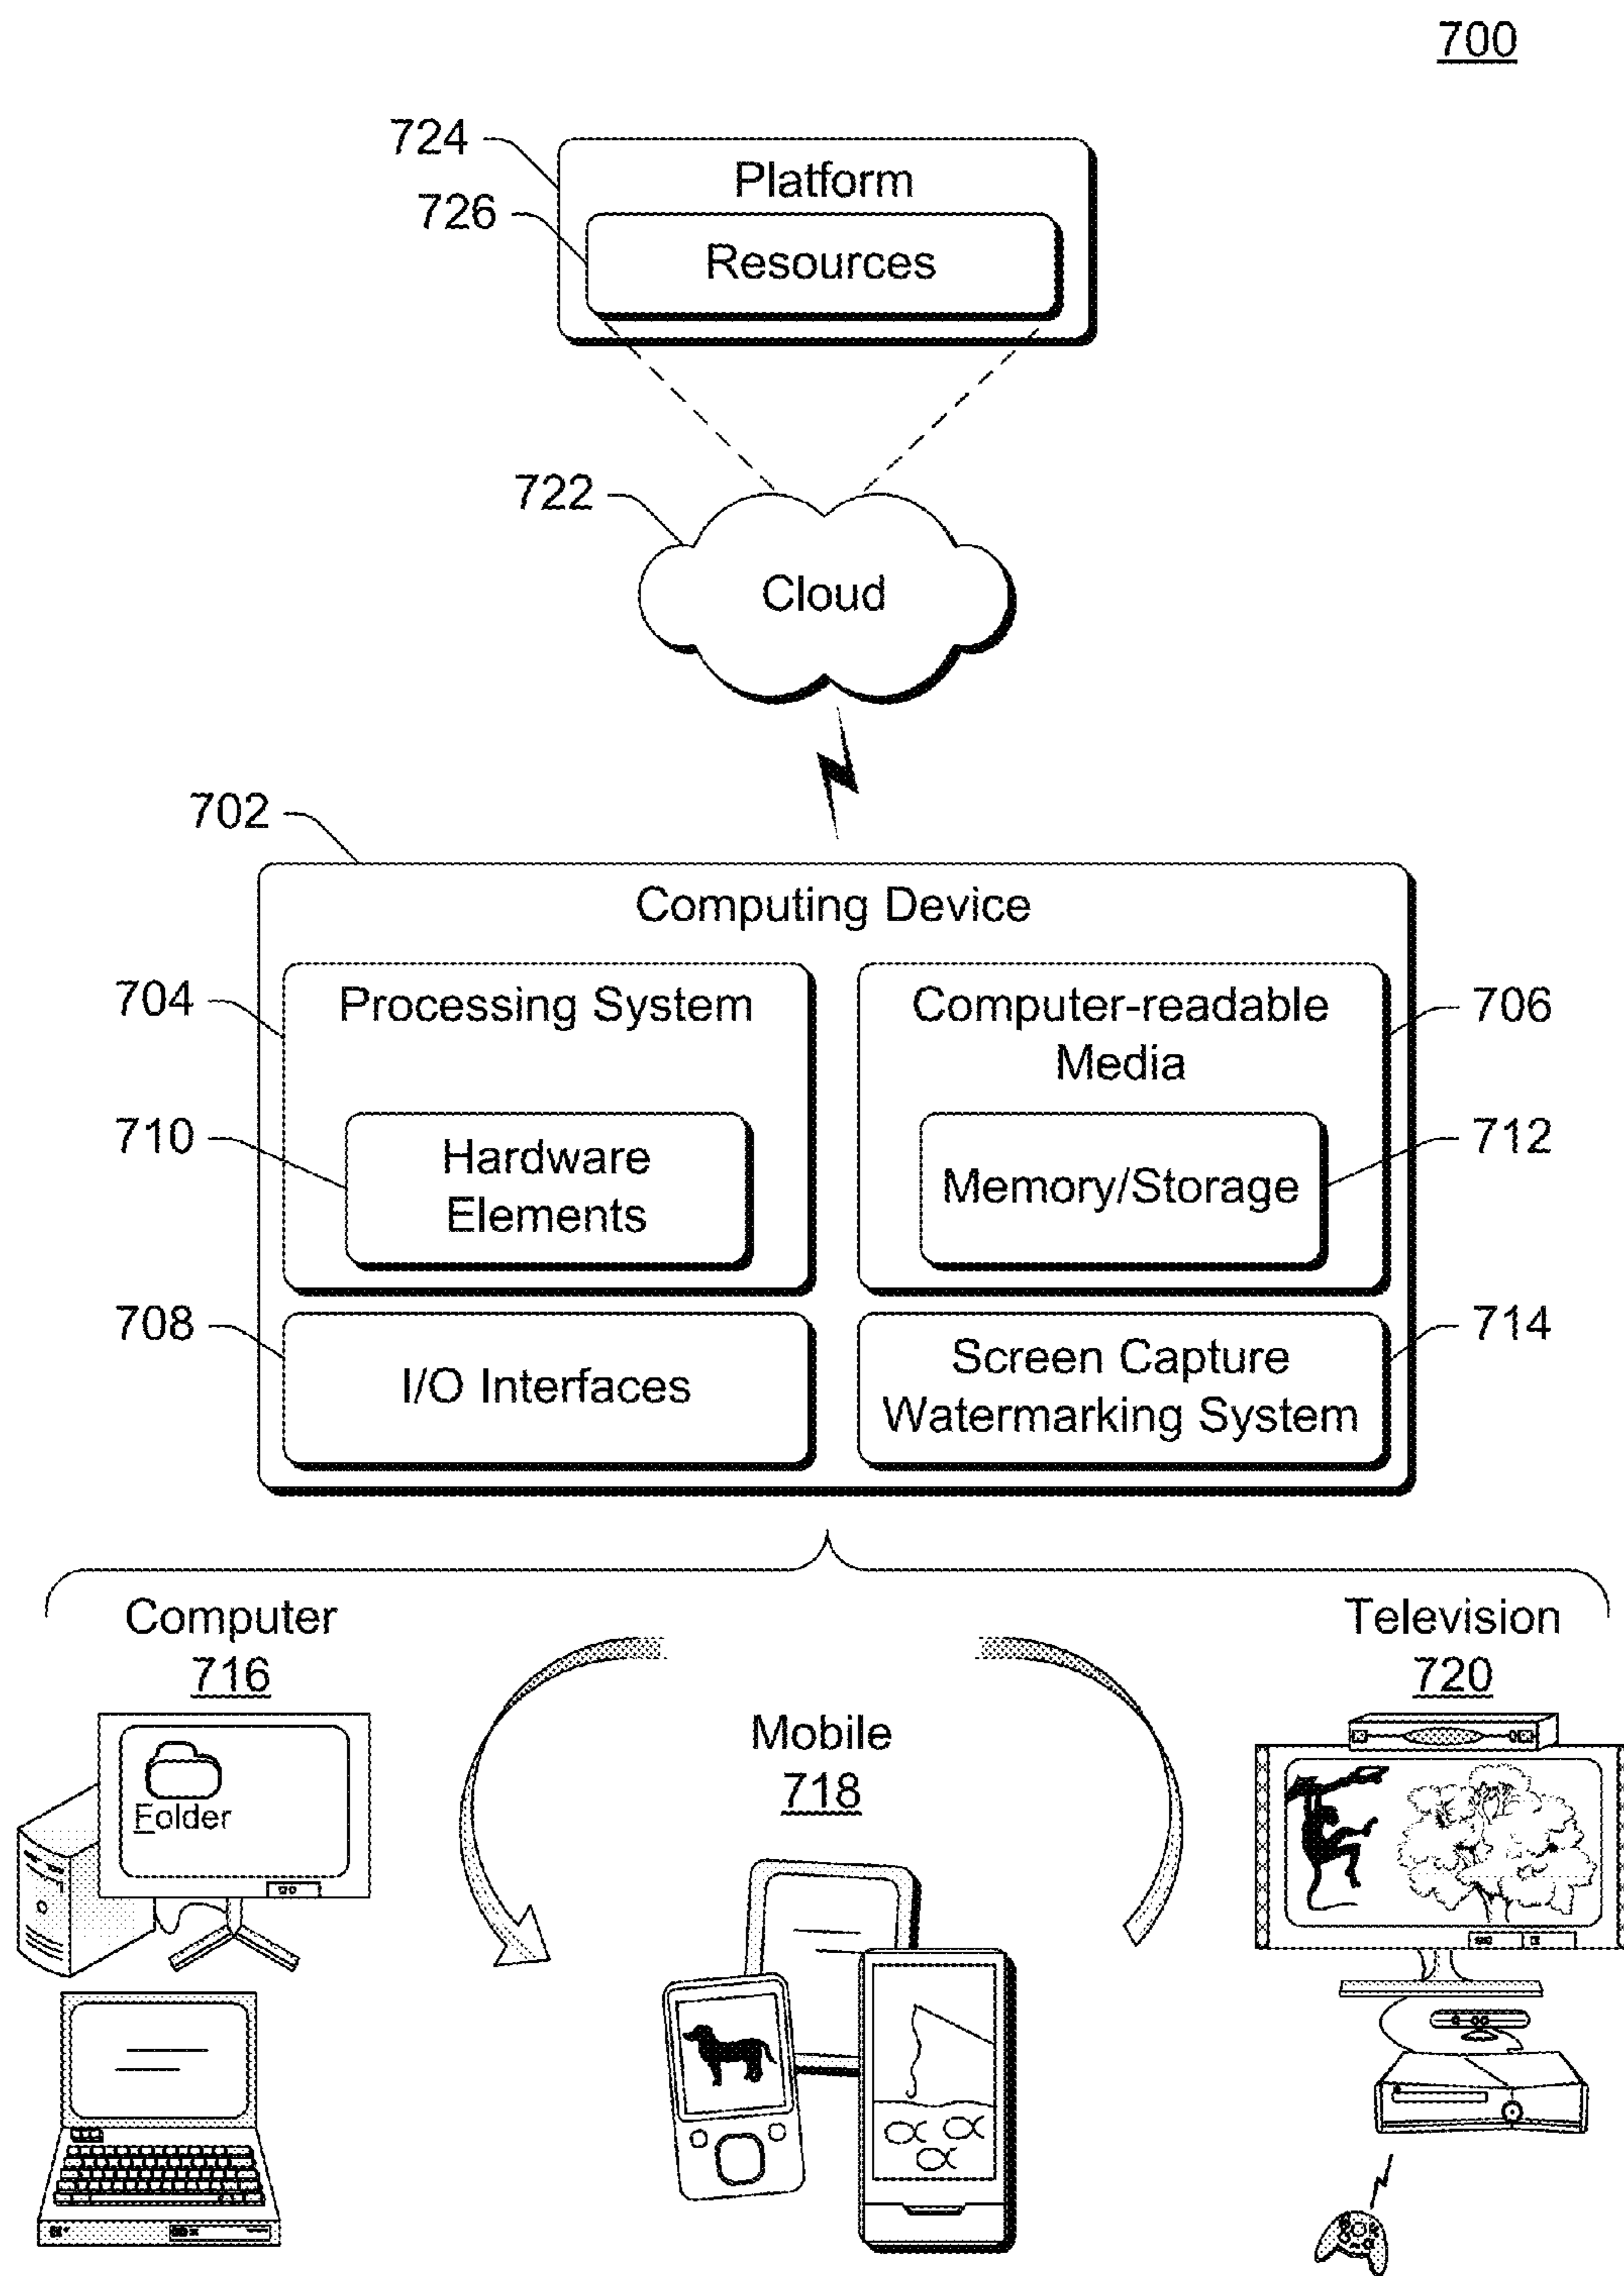 700
724
Platform
726
Resources
722
Cloud
702
Computing Device
704
Processing System
Computer-readable
Media
706
710
Hardware
Elements
Memory/Storage
712
708
I/O Interfaces
Screen Capture
Watermarking System
714
Computer
716
Mobile
718
Television
720
Folder